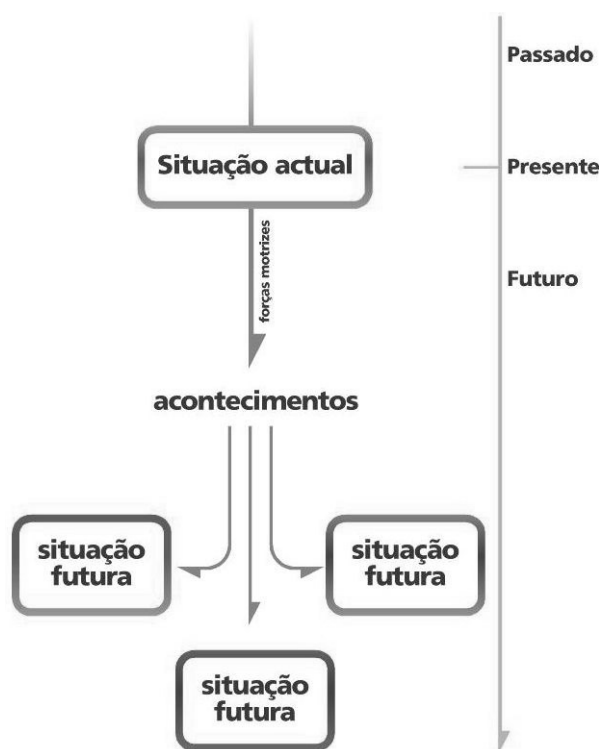 Passado
Situação actual
Presente
forças motrizes
Futuro
acontecimentos
situação
futura
situação
futura
situação
futura